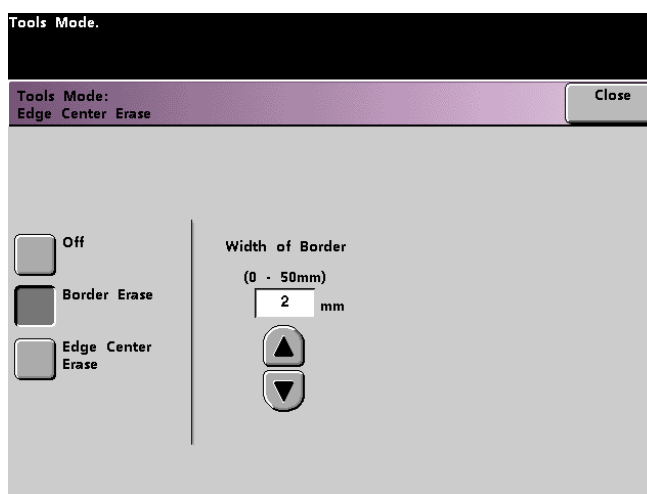 Tools Mode.
Tools Mode:
Edge Center Erase
Close
Off
Border Erase
Edge Center
Erase
Width of Border
(0 - 50mm)
2 mm